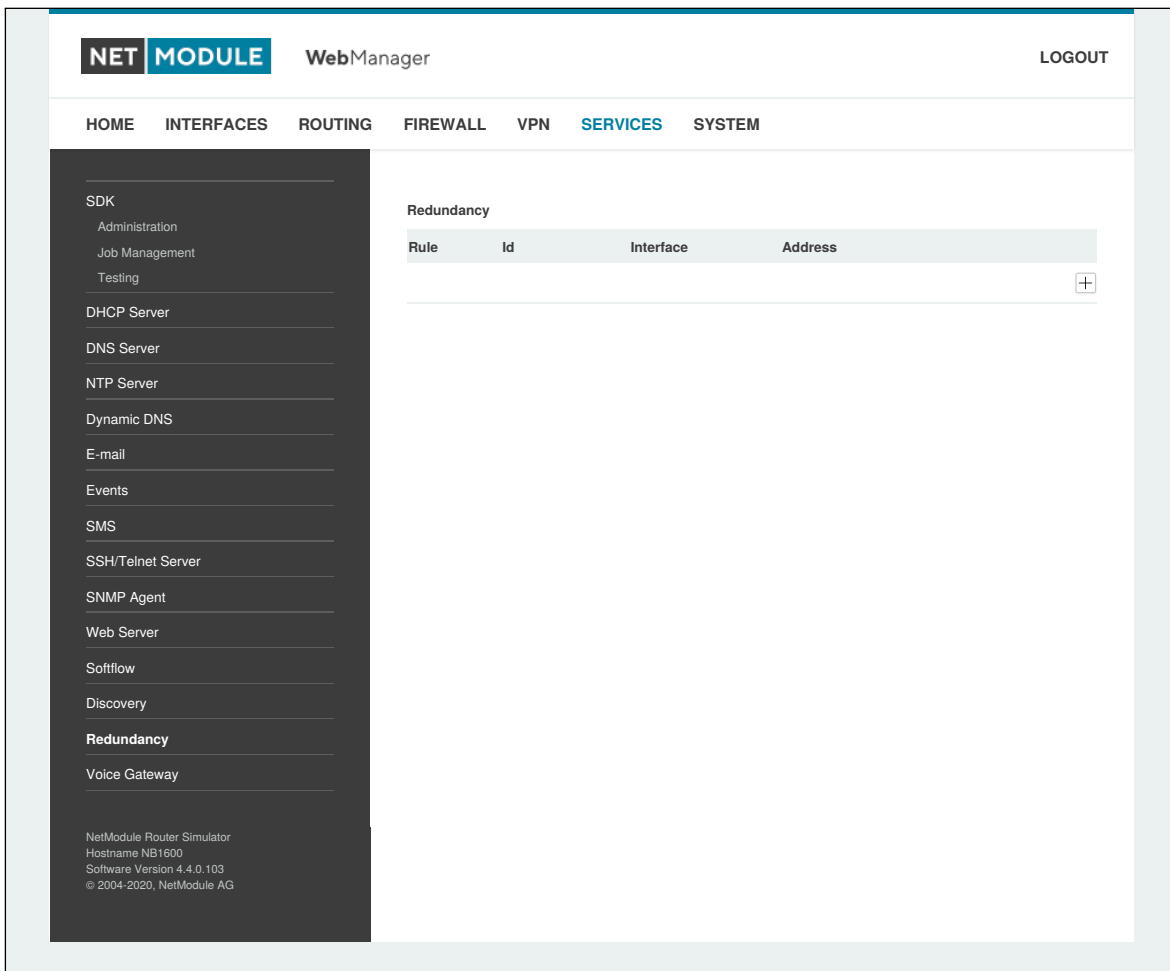 NET MODULE WebManager LOGOUT
HOME INTERFACES ROUTING FIREWALL VPN SERVICES SYSTEM
SDK
Administration
Job Management
Testing
DHCP Server
DNS Server
NTP Server
Dynamic DNS
E-mail
Events
SMS
SSH/Telnet Server
SNMP Agent
Web Server
Softflow
Discovery
Redundancy
Voice Gateway
NetModule Router Simulator
Hostname NB1600
Software Version 4.4.0.103
© 2004-2020, NetModule AG
Redundancy
Rule Id Interface Address